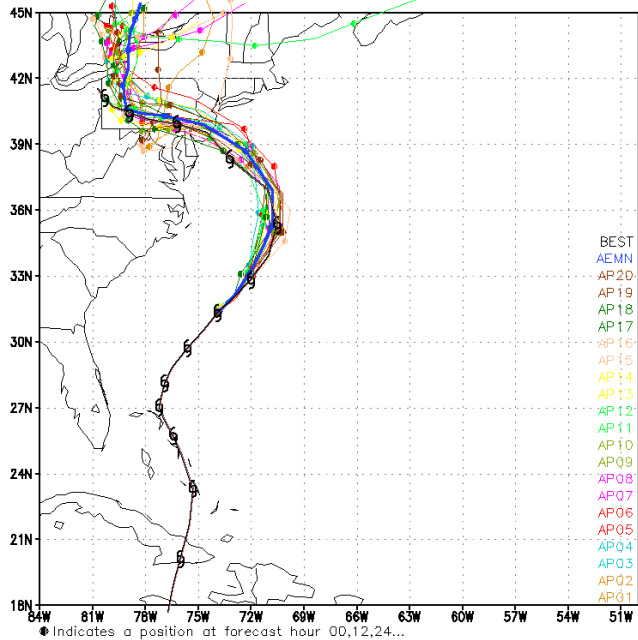 45N
42N
39N
36N
33N
30N
27N
24N
21N
18N
BEST
AEMN
AP20
AP19
AP18
AP17
AP16
AP15
AP14
AP13
AP12
AP11
AP10
AP09
AP08
AP07
AP06
AP05
AP04
AP03
AP02
AP01
84W 81W 78W 75W 72W 69W 66W 63W 60W 57W 54W 51W
Indicates a position at forecast hour 00,12,24...